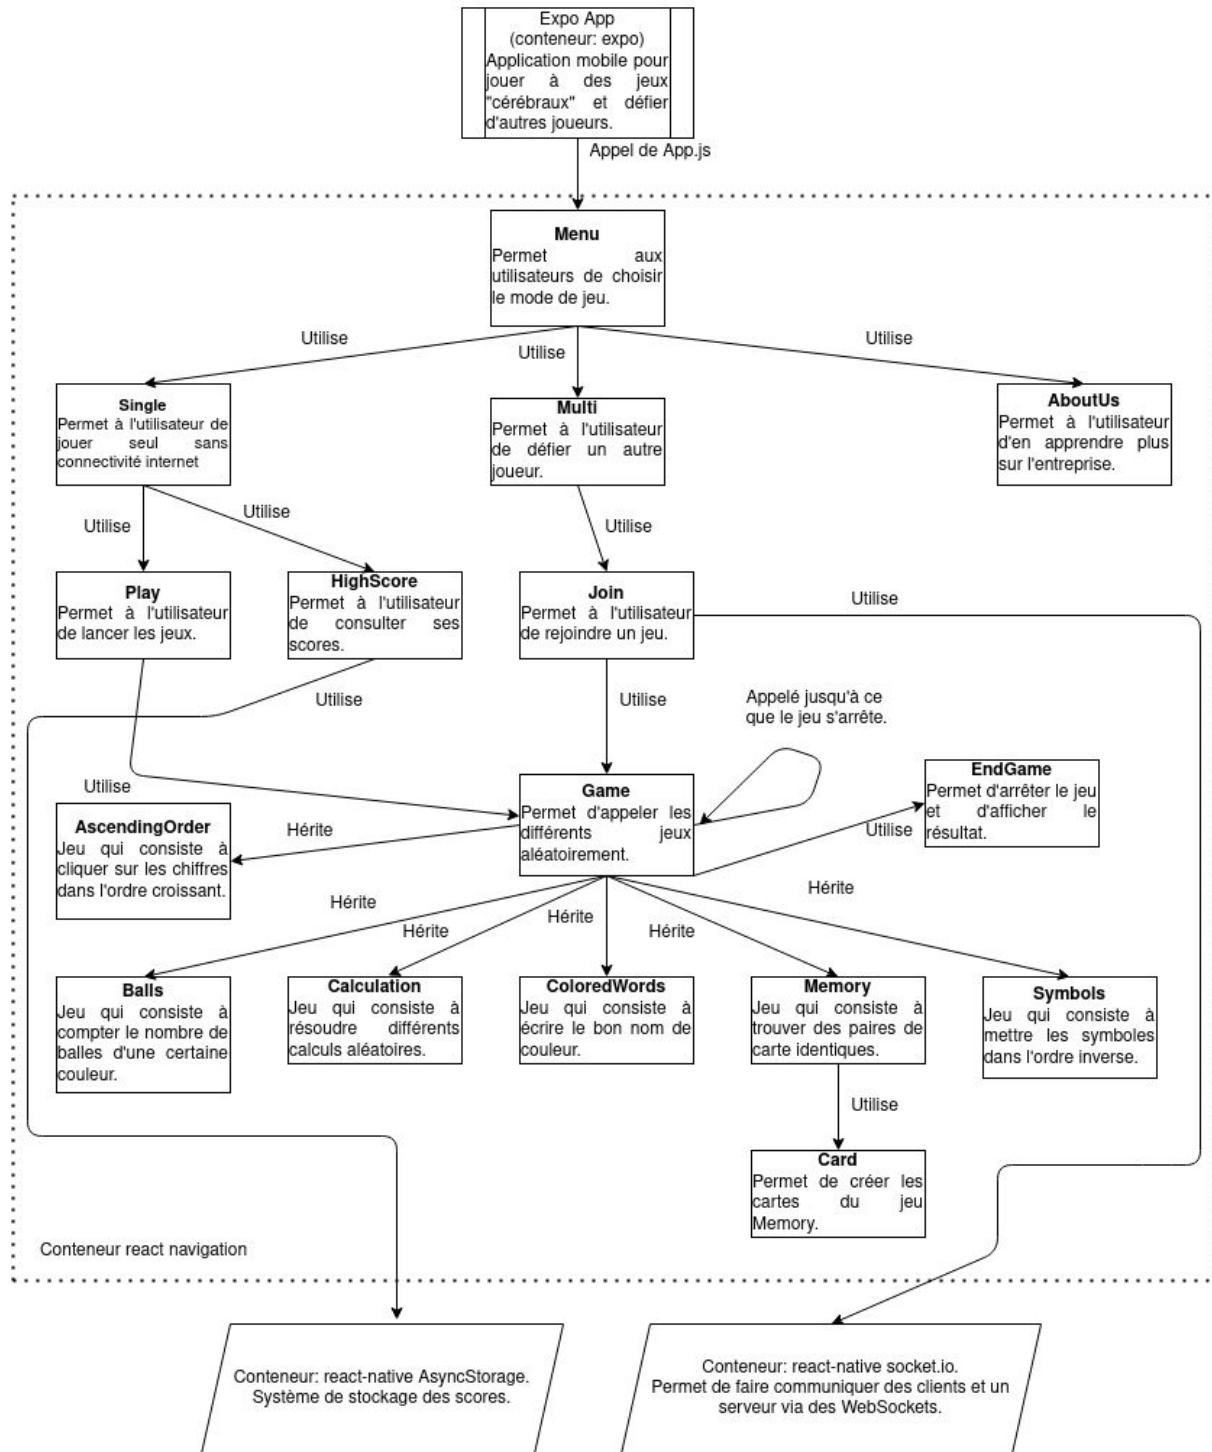 Expo App
(conteneur: expo)
Application mobile pour
jouer à des jeux
"cérébraux" et défier
d'autres joueurs.
Appel de App.js
Menu
Permet aux
utilisateurs de choisir
le mode de jeu.
Utilise
Utilise
Utilise
Single
Permet à l'utilisateur de
jouer seul sans
connectivité internet
Multi
Permet à l'utilisateur
de défier un autre
joueur.
AboutUs
Permet à l'utilisateur
d'en apprendre plus
sur l'entreprise.
Utilise
Utilise
Utilise
Play
Permet à l'utilisateur
de lancer les jeux.
HighScore
Permet à l'utilisateur
de consulter ses
scores.
Join
Permet à l'utilisateur
de rejoindre un jeu.
Utilise
Utilise
Utilise
Appelé jusqu'à ce
que le jeu s'arrête.
Utilise
Game
Permet d'appeler les
différents jeux
aléatoirement.
EndGame
Permet d'arrêter le jeu
et d'afficher le
résultat.
Utilise
AscendingOrder
Jeu qui consiste à
cliquer sur les chiffres
dans l'ordre croissant.
Hérite
Hérite
Hérite
Hérite
Hérite
Hérite
Balls
Jeu qui consiste à
compter le nombre de
balles d'une certaine
couleur.
Calculation
Jeu qui consiste à
résoudre différents
calculs aléatoires.
ColoredWords
Jeu qui consiste à
écrire le bon nom de
couleur.
Memory
Jeu qui consiste à
trouver des paires de
carte identiques.
Symbols
Jeu qui consiste à
mettre les symboles
dans l'ordre inverse.
Utilise
Card
Permet de créer les
cartes du jeu
Memory.
Conteneur react navigation
Conteneur: react-native AsyncStorage.
Système de stockage des scores.
Conteneur: react-native socket.io.
Permet de faire communiquer des clients et un
serveur via des WebSockets.